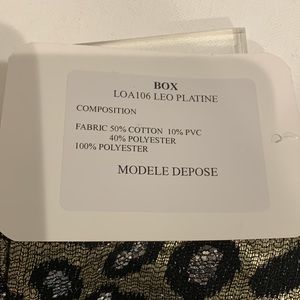 BOX
LOA106 LEO PLATINE
COMPOSITION
FABRIC 50% COTTON 10% PVC
40% POLYESTER
100% POLYESTER
MODELE DEPOSE